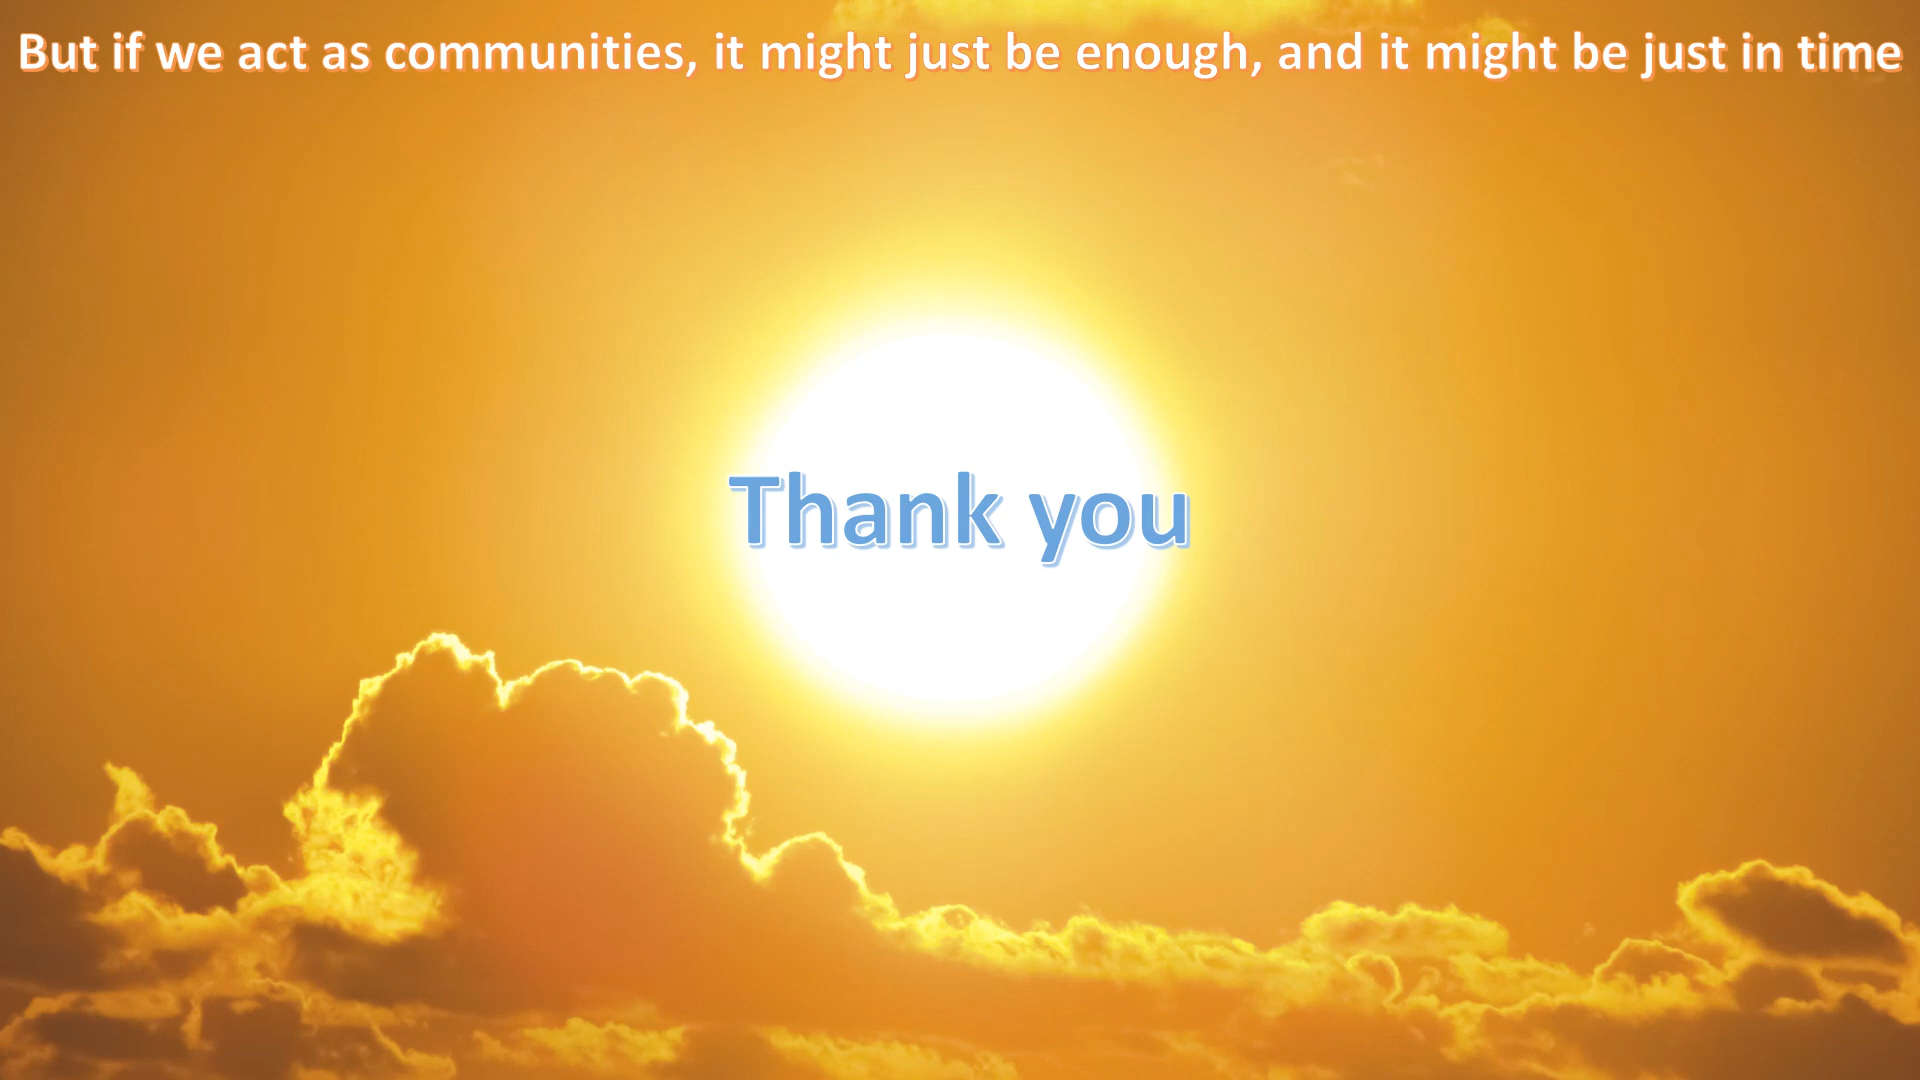 But if we act as communities, it might just be enough, and it might be just in time
Thank you